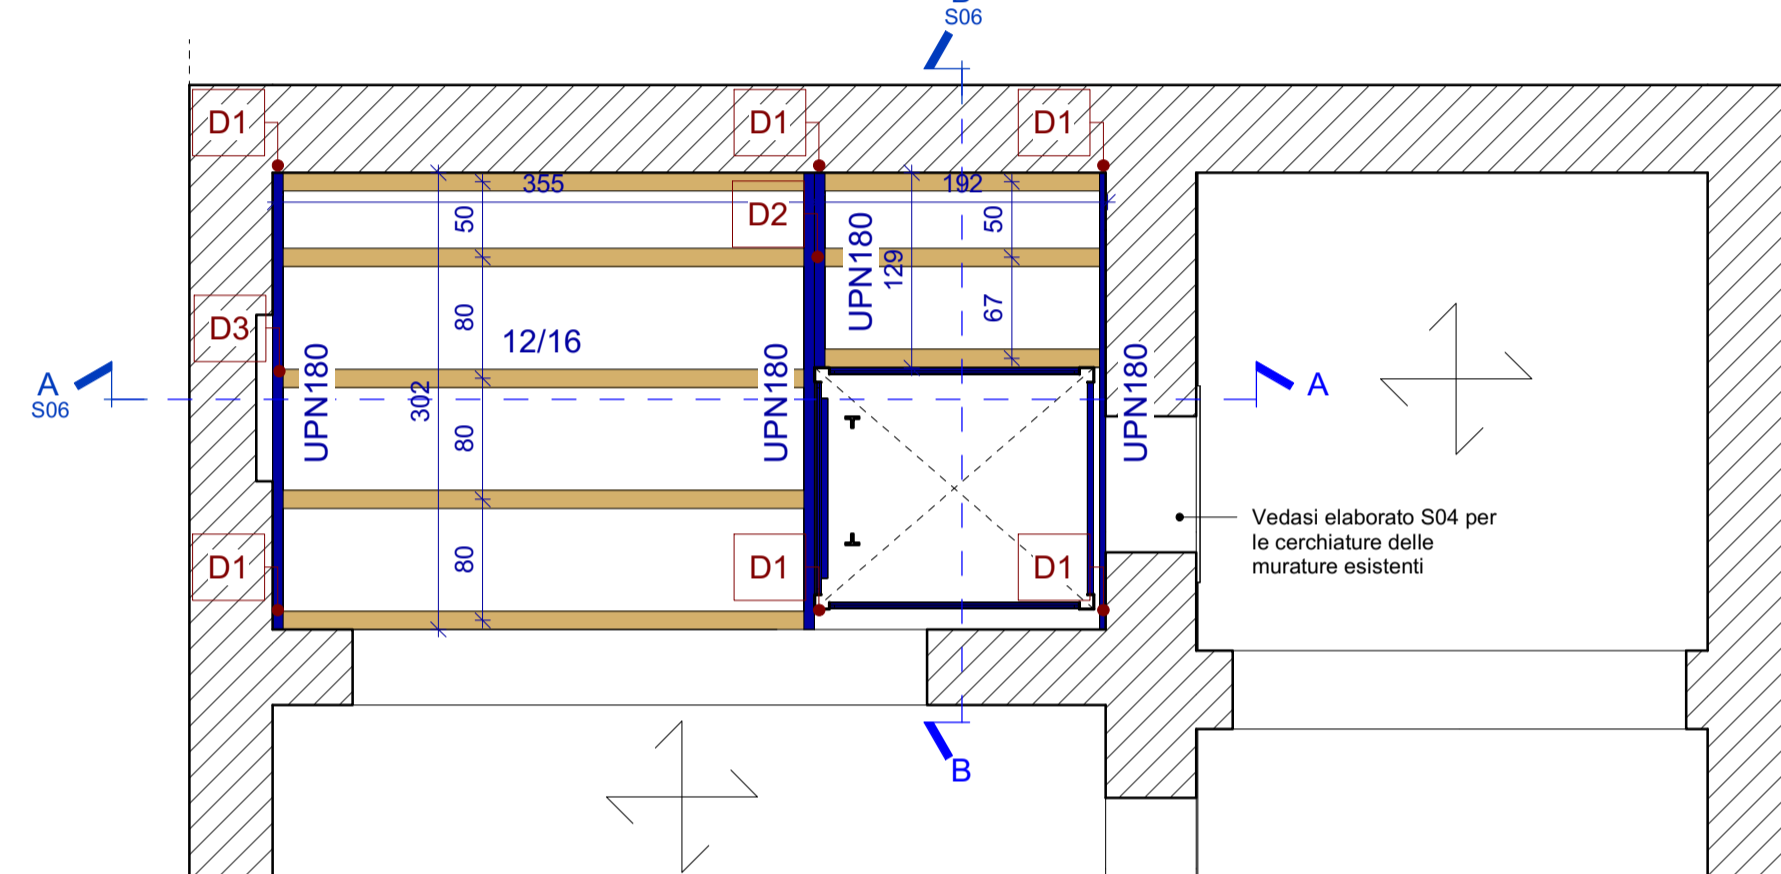 S06
D1
D1
D1
355
192
50
D2
UPN180
50
129
D3
80
12/16
67
UPN180
302
UPN180
UPN180
A
S06
A
80
Vedasi elaborato S04 per
le cerchiature delle
murature esistenti
D1
80
D1
D1
B